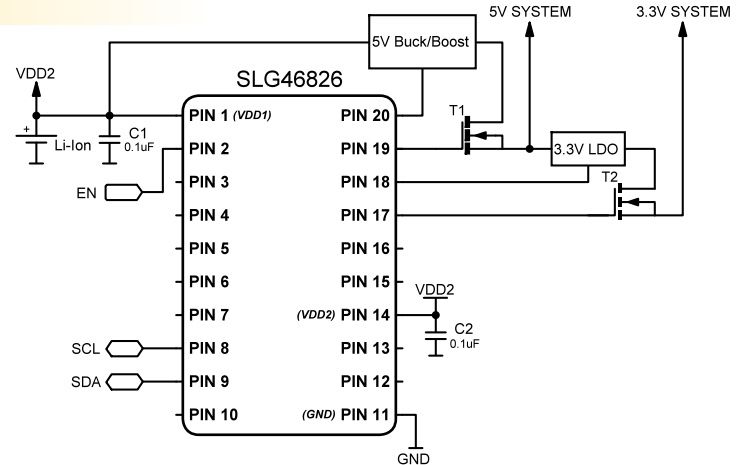 5V SYSTEM
3.3V SYSTEM
5V Buck/Boost
VDD2
SLG46826
+
Li-Ion
C1
0.1uF
T1
3.3V LDO
T2
EN
PIN 1 (VDD1)
PIN 20
PIN 2
PIN 19
PIN 3
PIN 18
PIN 4
PIN 17
PIN 5
PIN 16
PIN 6
PIN 15
PIN 7
(VDD2) PIN 14
VDD2
C2
0.1uF
SCL
PIN 8
PIN 13
SDA
PIN 9
PIN 12
PIN 10
(GND) PIN 11
GND